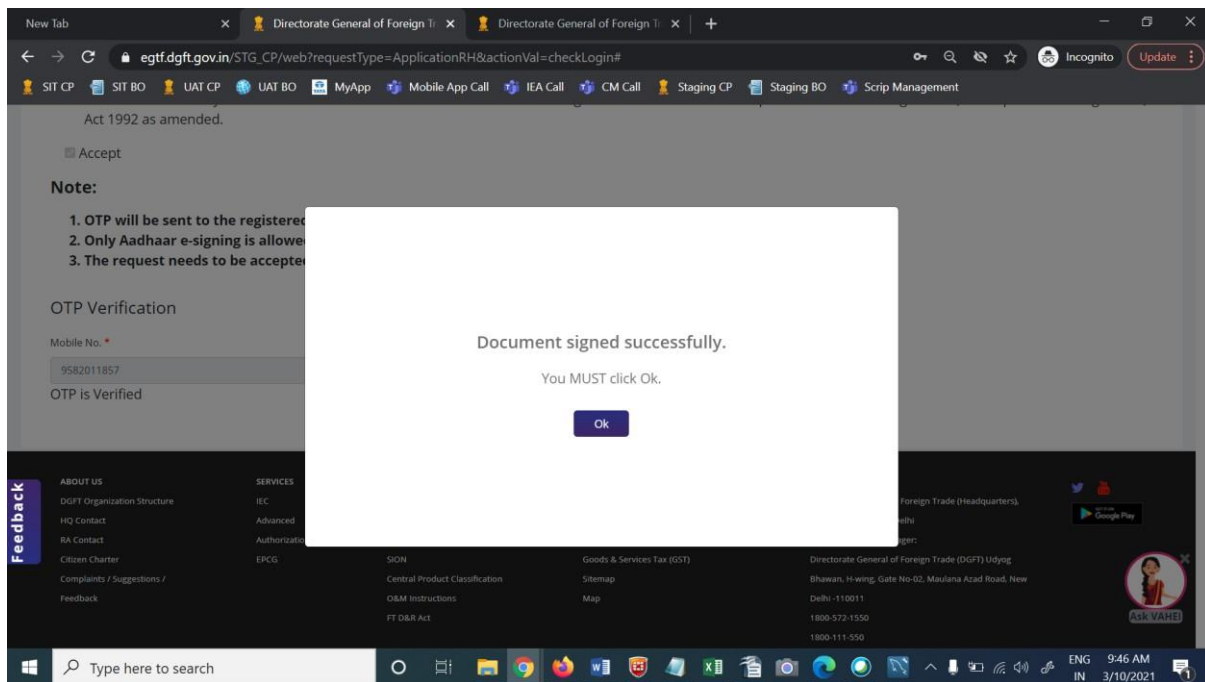 New Tab
Directorate General of Foreign Tr
Directorate General of Foreign Tr
egtf.dgft.gov.in/STG_CP/web?requestType=ApplicationRH&actionVal=checkLogin#
Incognito
Update
SIT CP SIT BO UAT CP UAT BO MyApp Mobile App Call IEA Call CM Call Staging CP Staging BO Scrip Management
Act 1992 as amended.
Accept
Note:
1. OTP will be sent to the registered
2. Only Aadhaar e-signing is allowe
3. The request needs to be accepte
OTP Verification
Mobile No. *
9582011857
OTP is Verified
Document signed successfully.
You MUST click Ok.
Ok
Feedback
ABOUT US
DGFT Organization Structure
HQ Contact
RA Contact
Citizen Charter
Complaints / Suggestions /
Feedback
SERVICES
IEC
Advanced
Authorizatio
EPCG
SION
Central Product Classification
O&M Instructions
FT D&R Act
Goods & Services Tax (GST)
Sitemap
Map
Foreign Trade (Headquarters),
elhi
ager:
Directorate General of Foreign Trade (DGFT) Udyog
Bhawan, H-wing, Gate No-02, Maulana Azad Road, New
Delhi -110011
1800-572-1550
1800-111-550
Google Play
Ask VAHEI
Type here to search
ENG
IN
9:46 AM
3/10/2021
1